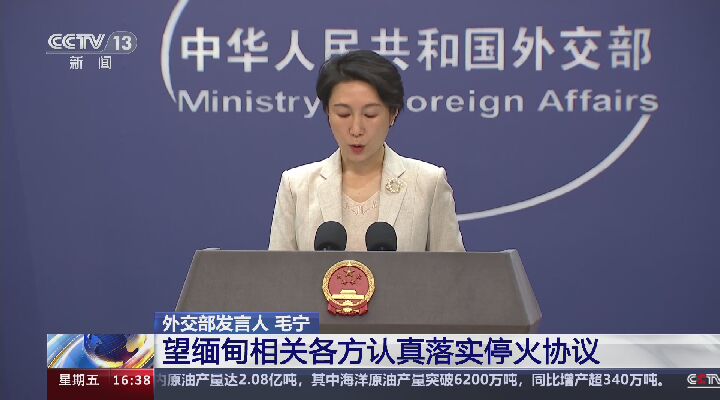 CCTV 13
新闻
中华人民共和国外交部
Ministry Foreign Affairs
外交部发言人 毛宁
望缅甸相关各方认真落实停火协议
星期五 16:38 内原油产量达2.08亿吨，其中海洋原油产量突破6200万吨，同比增产超340万吨。